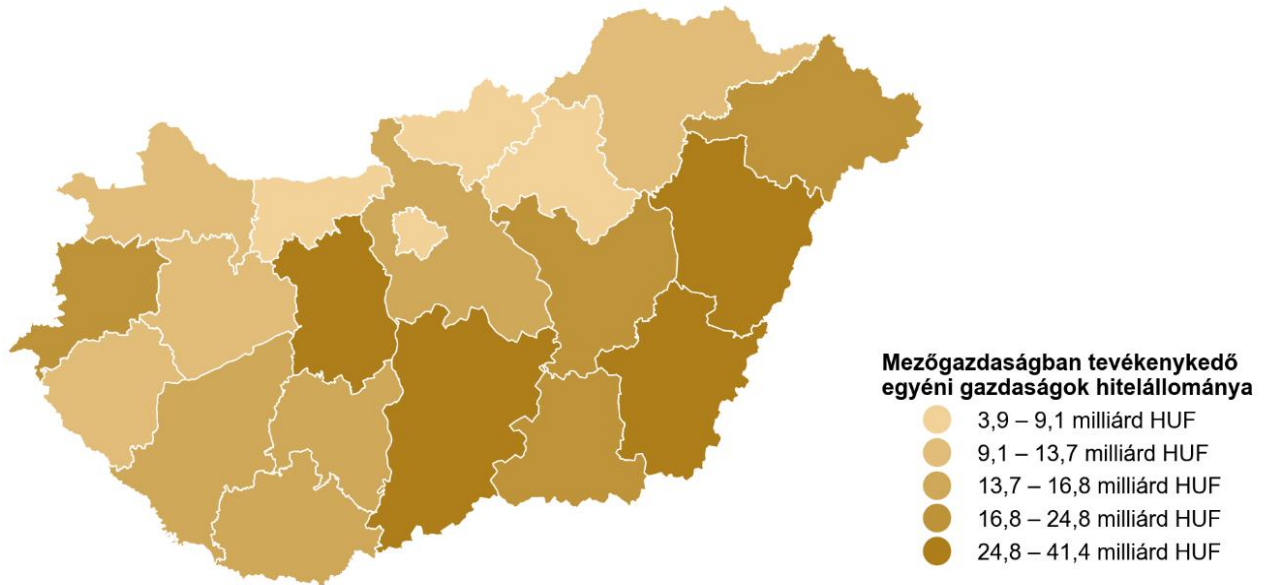 Mezőgazdaságban tevékenykedő
egyéni gazdaságok hitelállománya
3,9 – 9,1 milliárd HUF
9,1 – 13,7 milliárd HUF
13,7 – 16,8 milliárd HUF
16,8 – 24,8 milliárd HUF
24,8 – 41,4 milliárd HUF